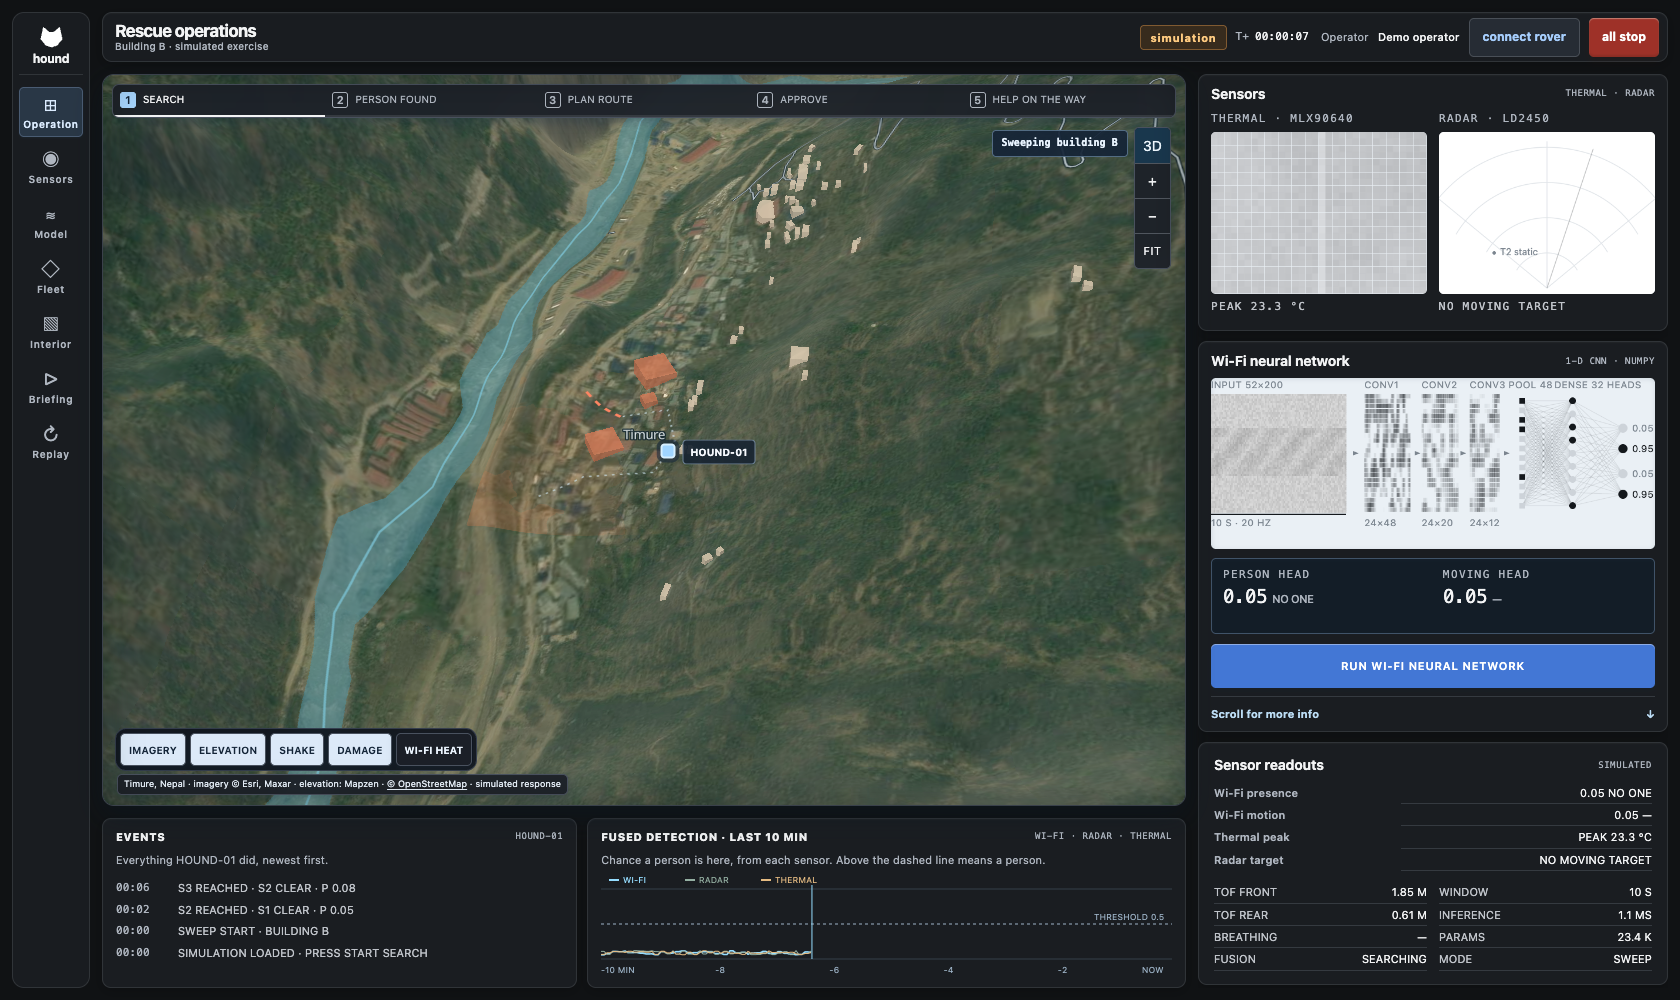 hound
Operation
Sensors
Model
Fleet
Interior
Briefing
Replay
Rescue operations
Building B · simulated exercise
simulation
T+ 00:00:07
Operator Demo operator
connect rover
all stop
1 SEARCH
2 PERSON FOUND
3 PLAN ROUTE
4 APPROVE
5 HELP ON THE WAY
Sweeping building B
3D
+
−
FIT
Timure
HOUND-01
IMAGERY
ELEVATION
SHAKE
DAMAGE
WI-FI HEAT
Timure, Nepal · imagery © Esri, Maxar · elevation: Mapzen · © OpenStreetMap · simulated response
EVENTS
HOUND-01
Everything HOUND-01 did, newest first.
00:06 S3 REACHED · S2 CLEAR · P 0.08
00:02 S2 REACHED · S1 CLEAR · P 0.05
00:00 SWEEP START · BUILDING B
00:00 SIMULATION LOADED · PRESS START SEARCH
FUSED DETECTION · LAST 10 MIN
WI-FI · RADAR · THERMAL
Chance a person is here, from each sensor. Above the dashed line means a person.
WI-FI RADAR THERMAL
THRESHOLD 0.5
-10 MIN -8 -6 -4 -2 NOW
Sensors
THERMAL · RADAR
THERMAL · MLX90640
RADAR · LD2450
T2 static
PEAK 23.3 °C
NO MOVING TARGET
Wi-Fi neural network
1-D CNN · NUMPY
INPUT 52×200 CONV1 CONV2 CONV3 POOL 48 DENSE 32 HEADS
0.05
0.95
0.05
0.95
10 S · 20 HZ 24×48 24×20 24×12
PERSON HEAD
0.05 NO ONE
MOVING HEAD
0.05 —
RUN WI-FI NEURAL NETWORK
Scroll for more info ↓
Sensor readouts
SIMULATED
Wi-Fi presence 0.05 NO ONE
Wi-Fi motion 0.05 —
Thermal peak PEAK 23.3 °C
Radar target NO MOVING TARGET
TOF FRONT 1.85 M WINDOW 10 S
TOF REAR 0.61 M INFERENCE 1.1 MS
BREATHING — PARAMS 23.4 K
FUSION SEARCHING MODE SWEEP